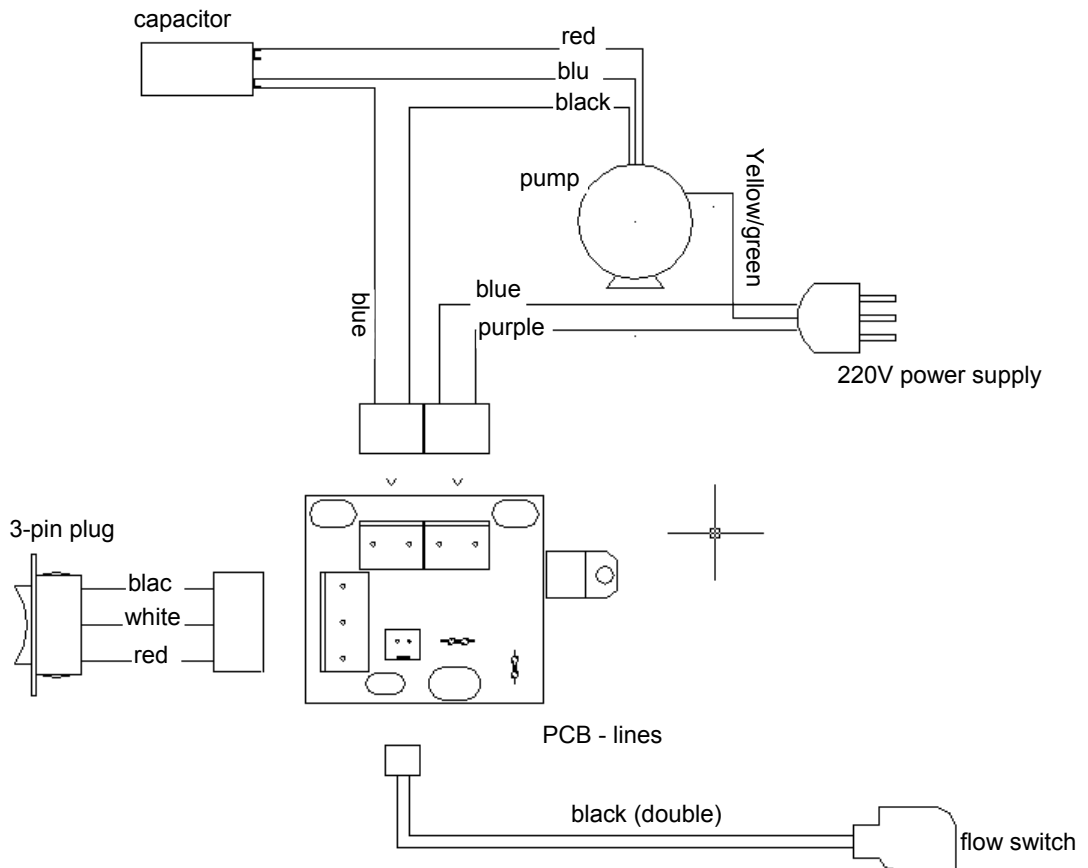 capacitor
red
blu
black
pump
Yellow/green
blue
blue
purple
220V power supply
3-pin plug
blac
white
red
PCB - lines
black (double)
flow switch